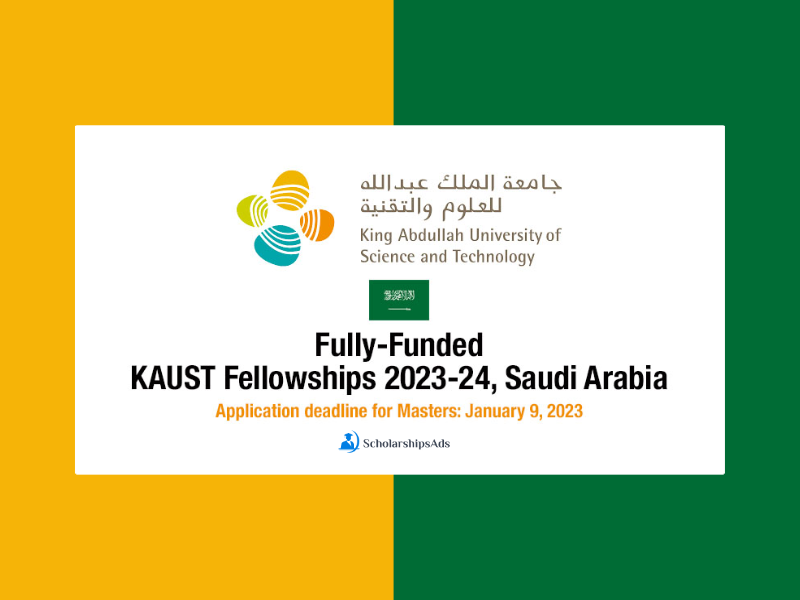 جامعة الملك عبدالله
للعلوم والتقنية
King Abdullah University of
Science and Technology
Fully-Funded
KAUST Fellowships 2023-24, Saudi Arabia
Application deadline for Masters: January 9, 2023
ScholarshipsAds